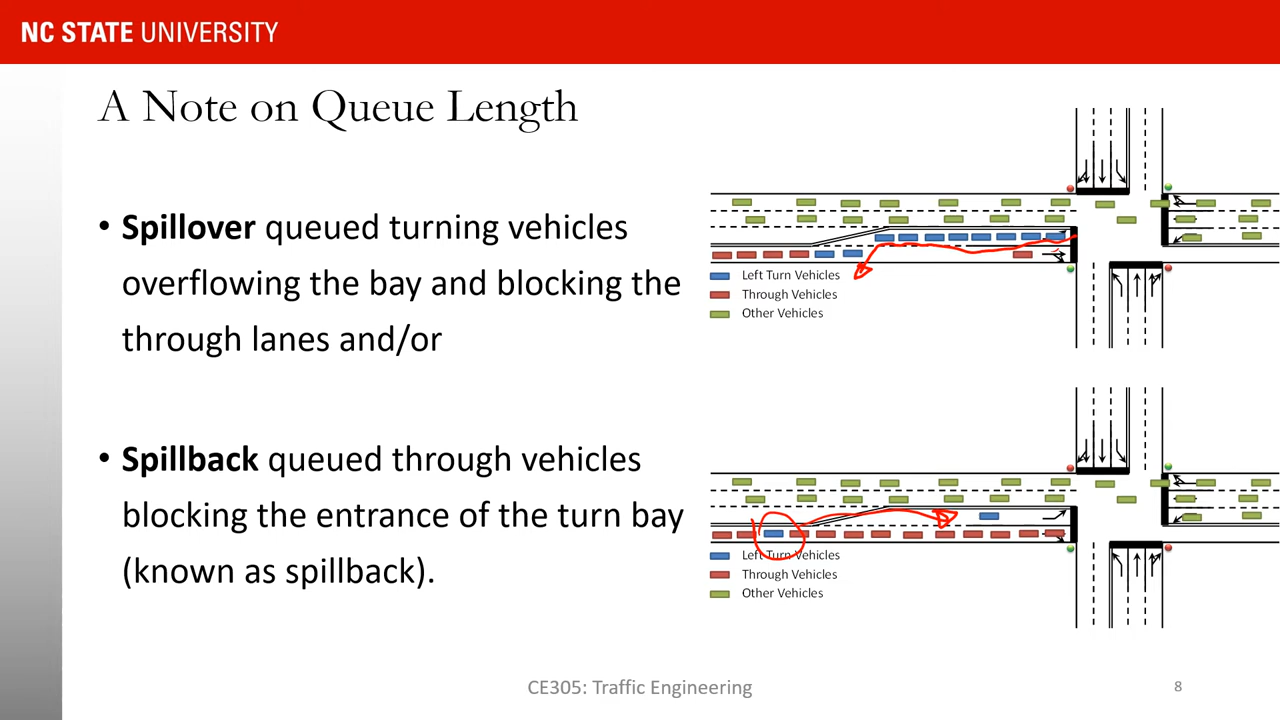 NC STATE UNIVERSITY
A Note on Queue Length
• Spillover queued turning vehicles
overflowing the bay and blocking the
through lanes and/or
• Spillback queued through vehicles
blocking the entrance of the turn bay
(known as spillback).
Left Turn Vehicles
Through Vehicles
Other Vehicles
Left Turn Vehicles
Through Vehicles
Other Vehicles
CE305: Traffic Engineering
8